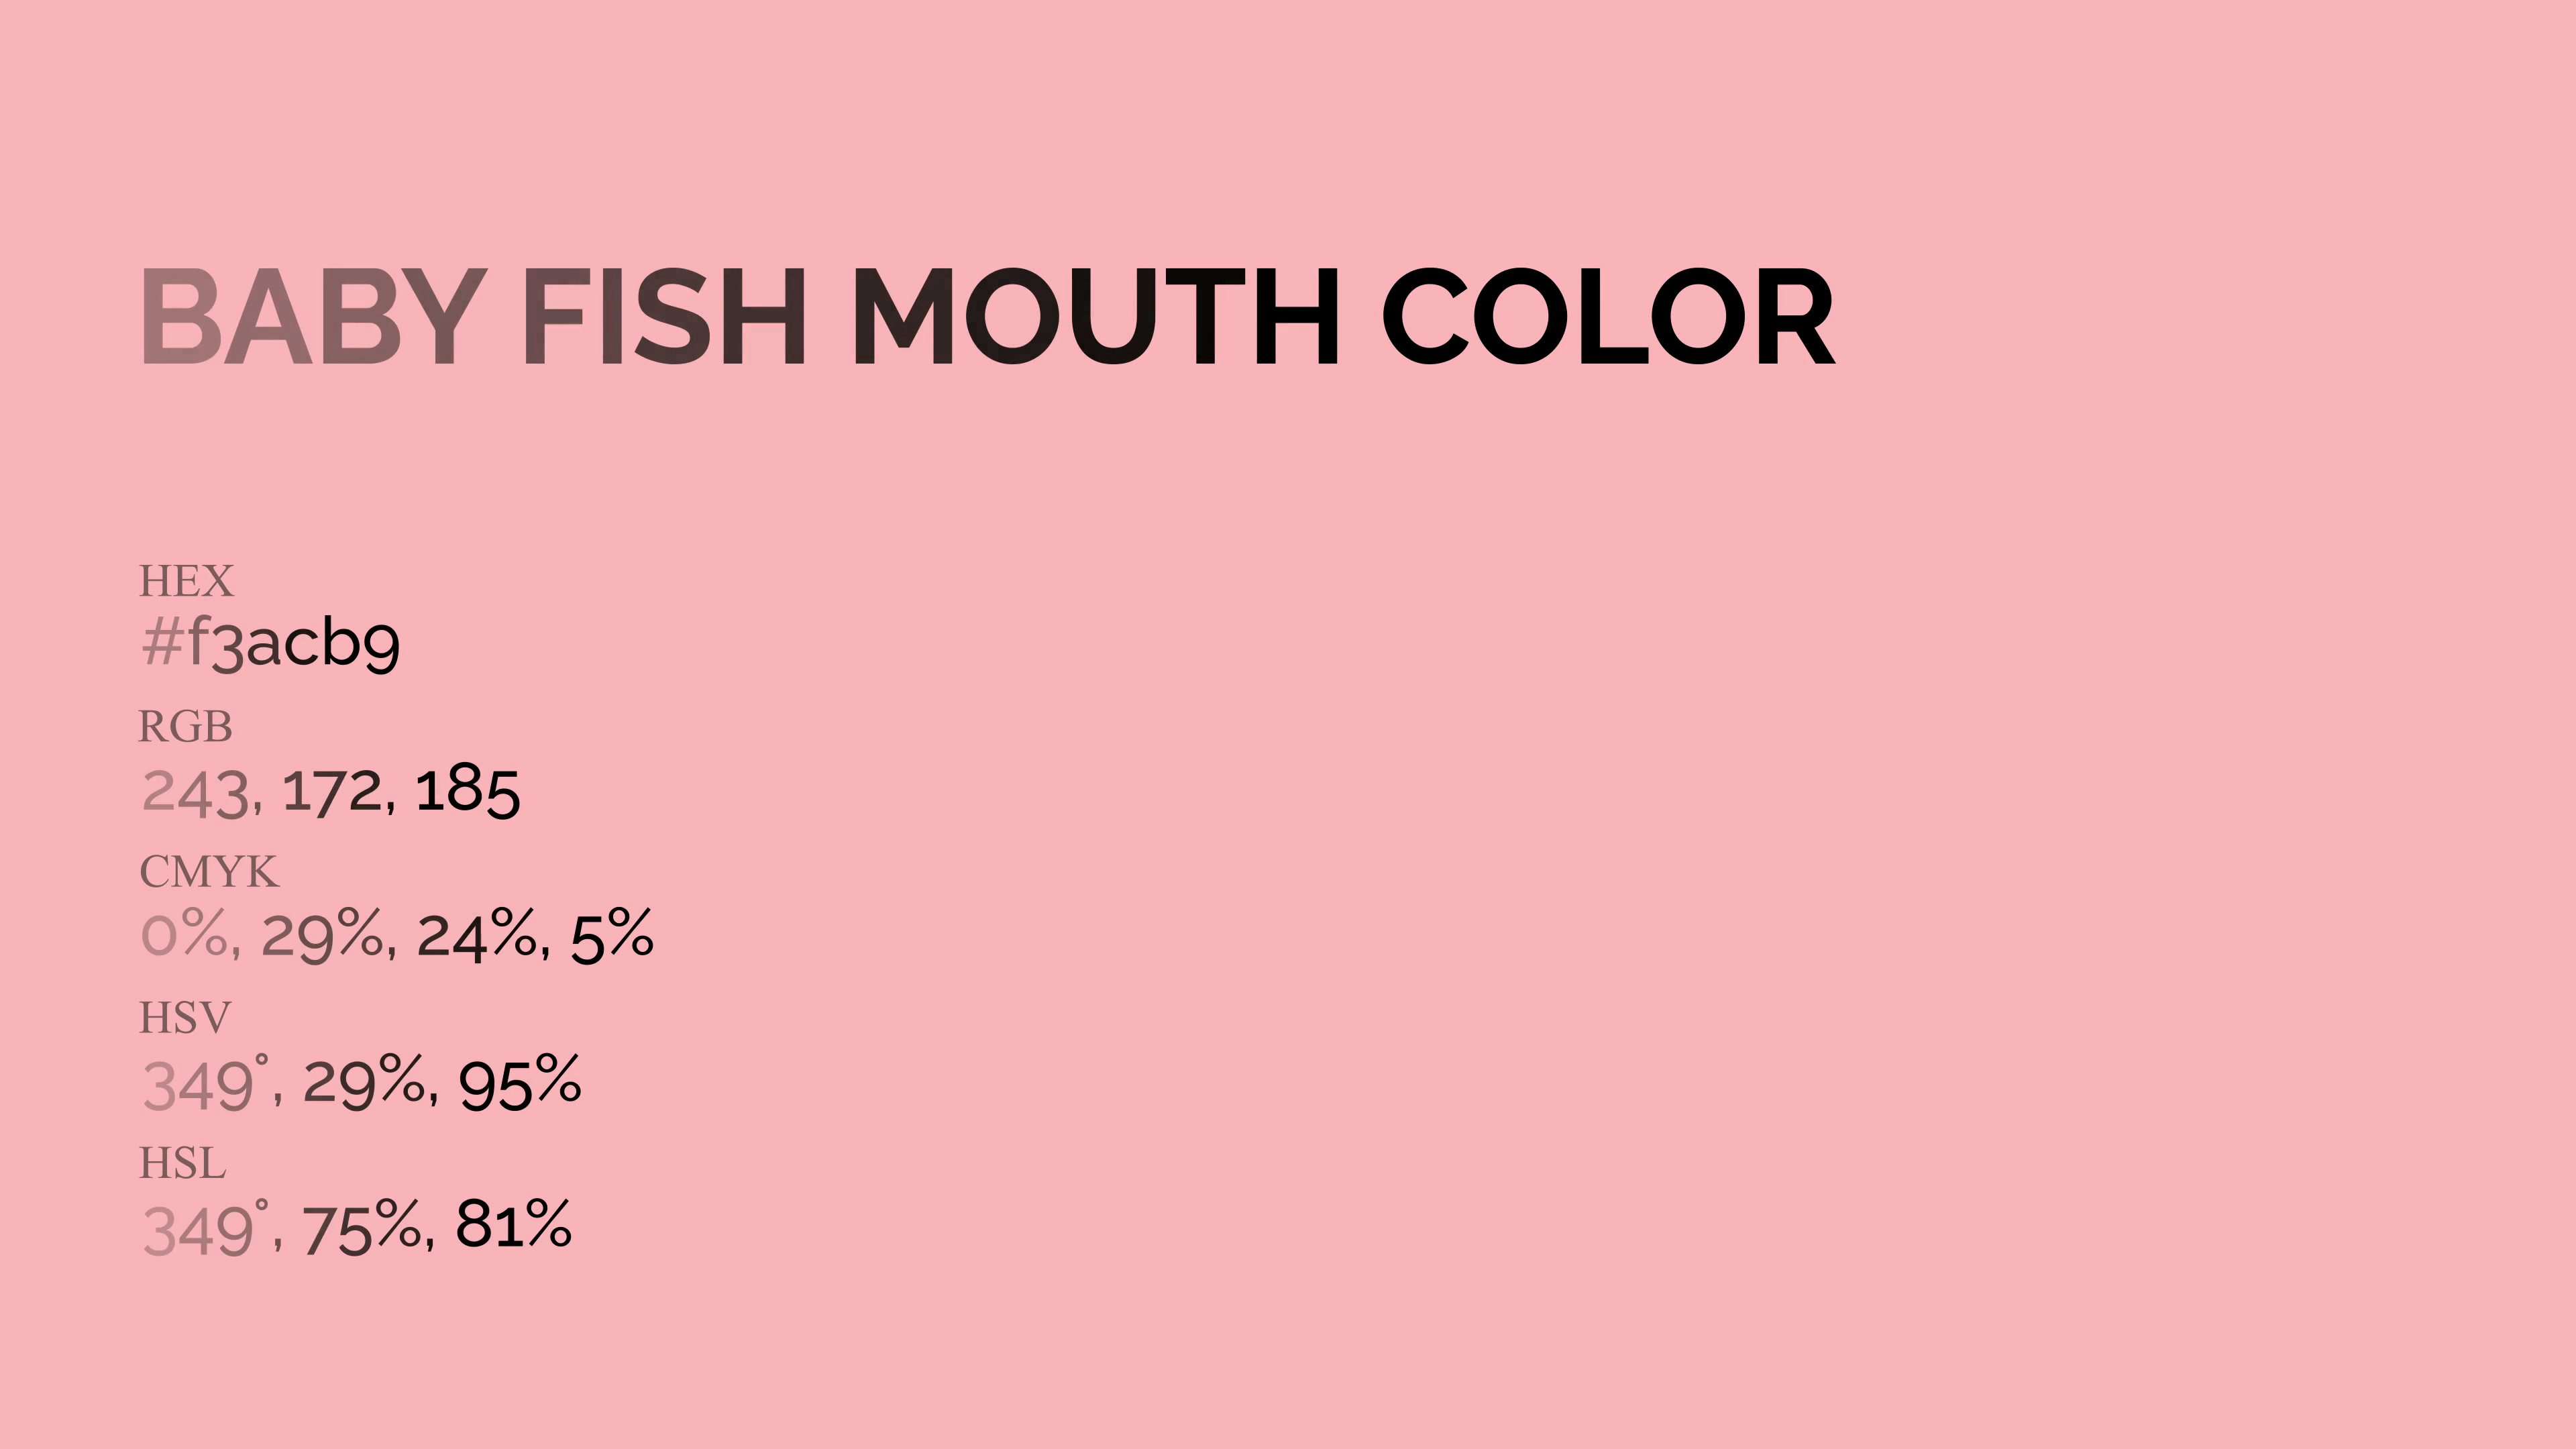 BABY FISH MOUTH COLOR
HEX
#f3acb9
RGB
243, 172, 185
CMYK
0%, 29%, 24%, 5%
HSV
349°, 29%, 95%
HSL
349°, 75%, 81%